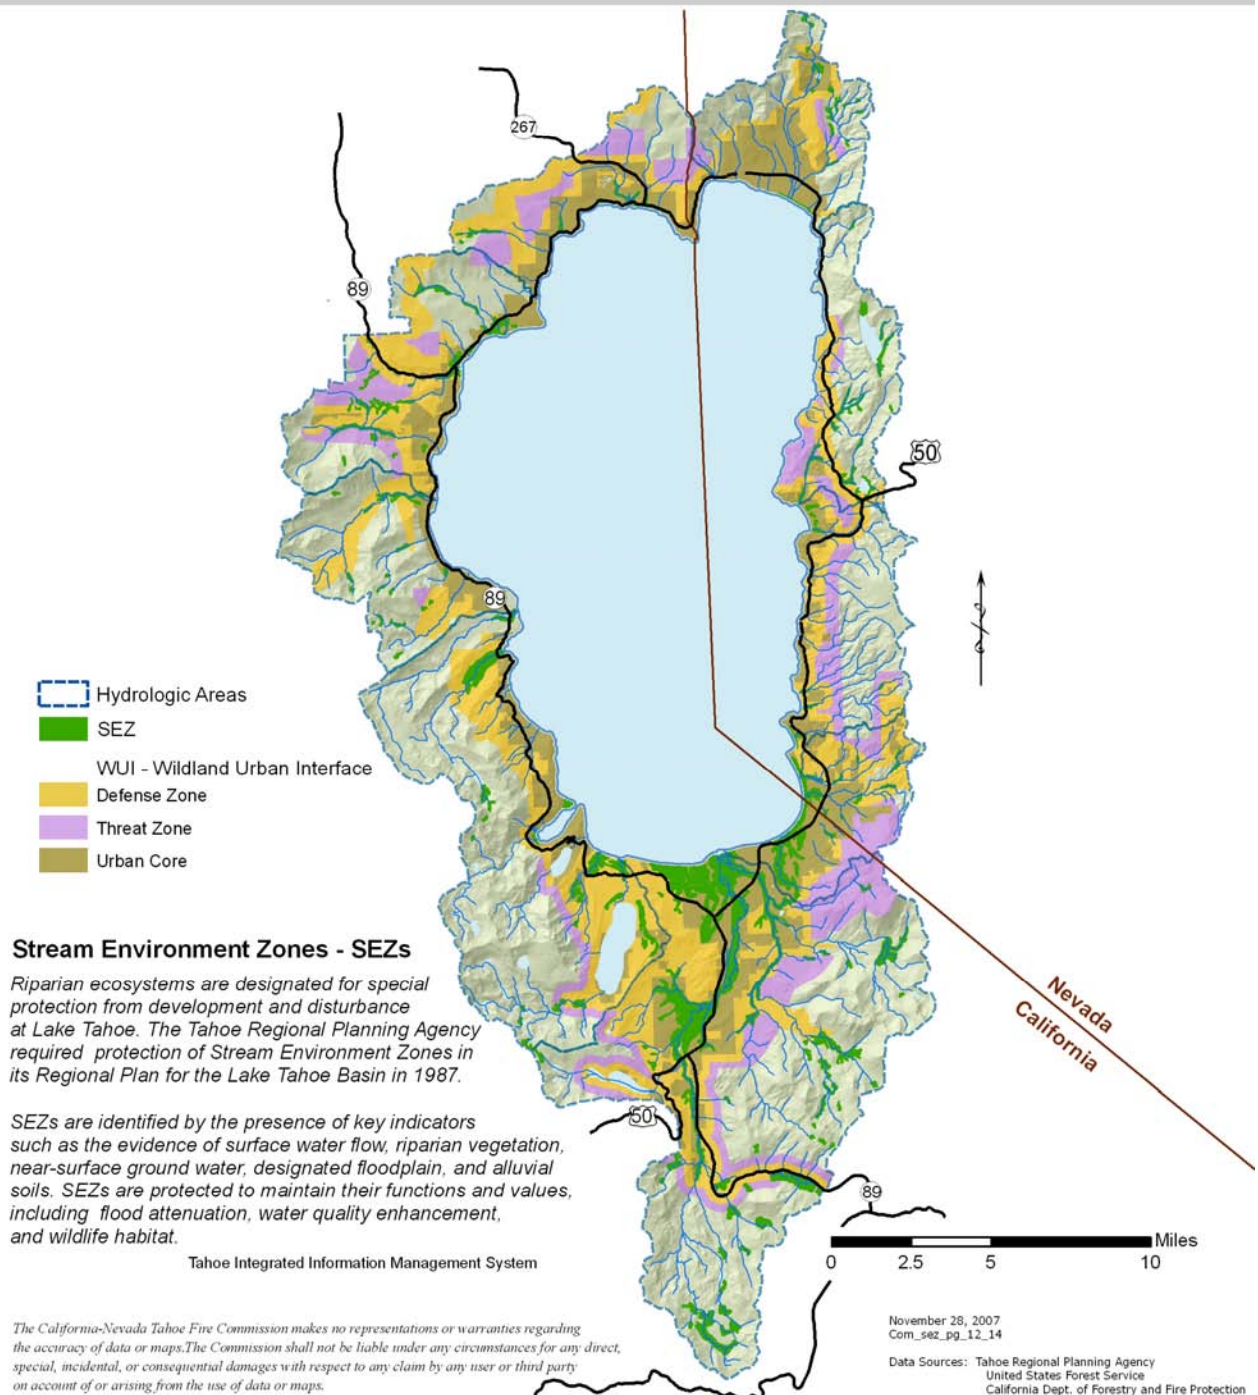 267
89
50
89
Hydrologic Areas
SEZ
WUI - Wildland Urban Interface
Defense Zone
Threat Zone
Urban Core
Stream Environment Zones - SEZs
Riparian ecosystems are designated for special
protection from development and disturbance
at Lake Tahoe. The Tahoe Regional Planning Agency
required protection of Stream Environment Zones in
its Regional Plan for the Lake Tahoe Basin in 1987.
SEZs are identified by the presence of key indicators
such as the evidence of surface water flow, riparian vegetation,
near-surface ground water, designated floodplain, and alluvial
soils. SEZs are protected to maintain their functions and values,
including flood attenuation, water quality enhancement,
and wildlife habitat.
Tahoe Integrated Information Management System
Nevada
California
50
89
Miles
0 2.5 5 10
The California-Nevada Tahoe Fire Commission makes no representations or warranties regarding
the accuracy of data or maps.The Commission shall not be liable under any circumstances for any direct,
special, incidental, or consequential damages with respect to any claim by any user or third party
on account of or arising from the use of data or maps.
November 28, 2007
Com_sez_pg_12_14
Data Sources: Tahoe Regional Planning Agency
United States Forest Service
California Dept. of Forestry and Fire Protection